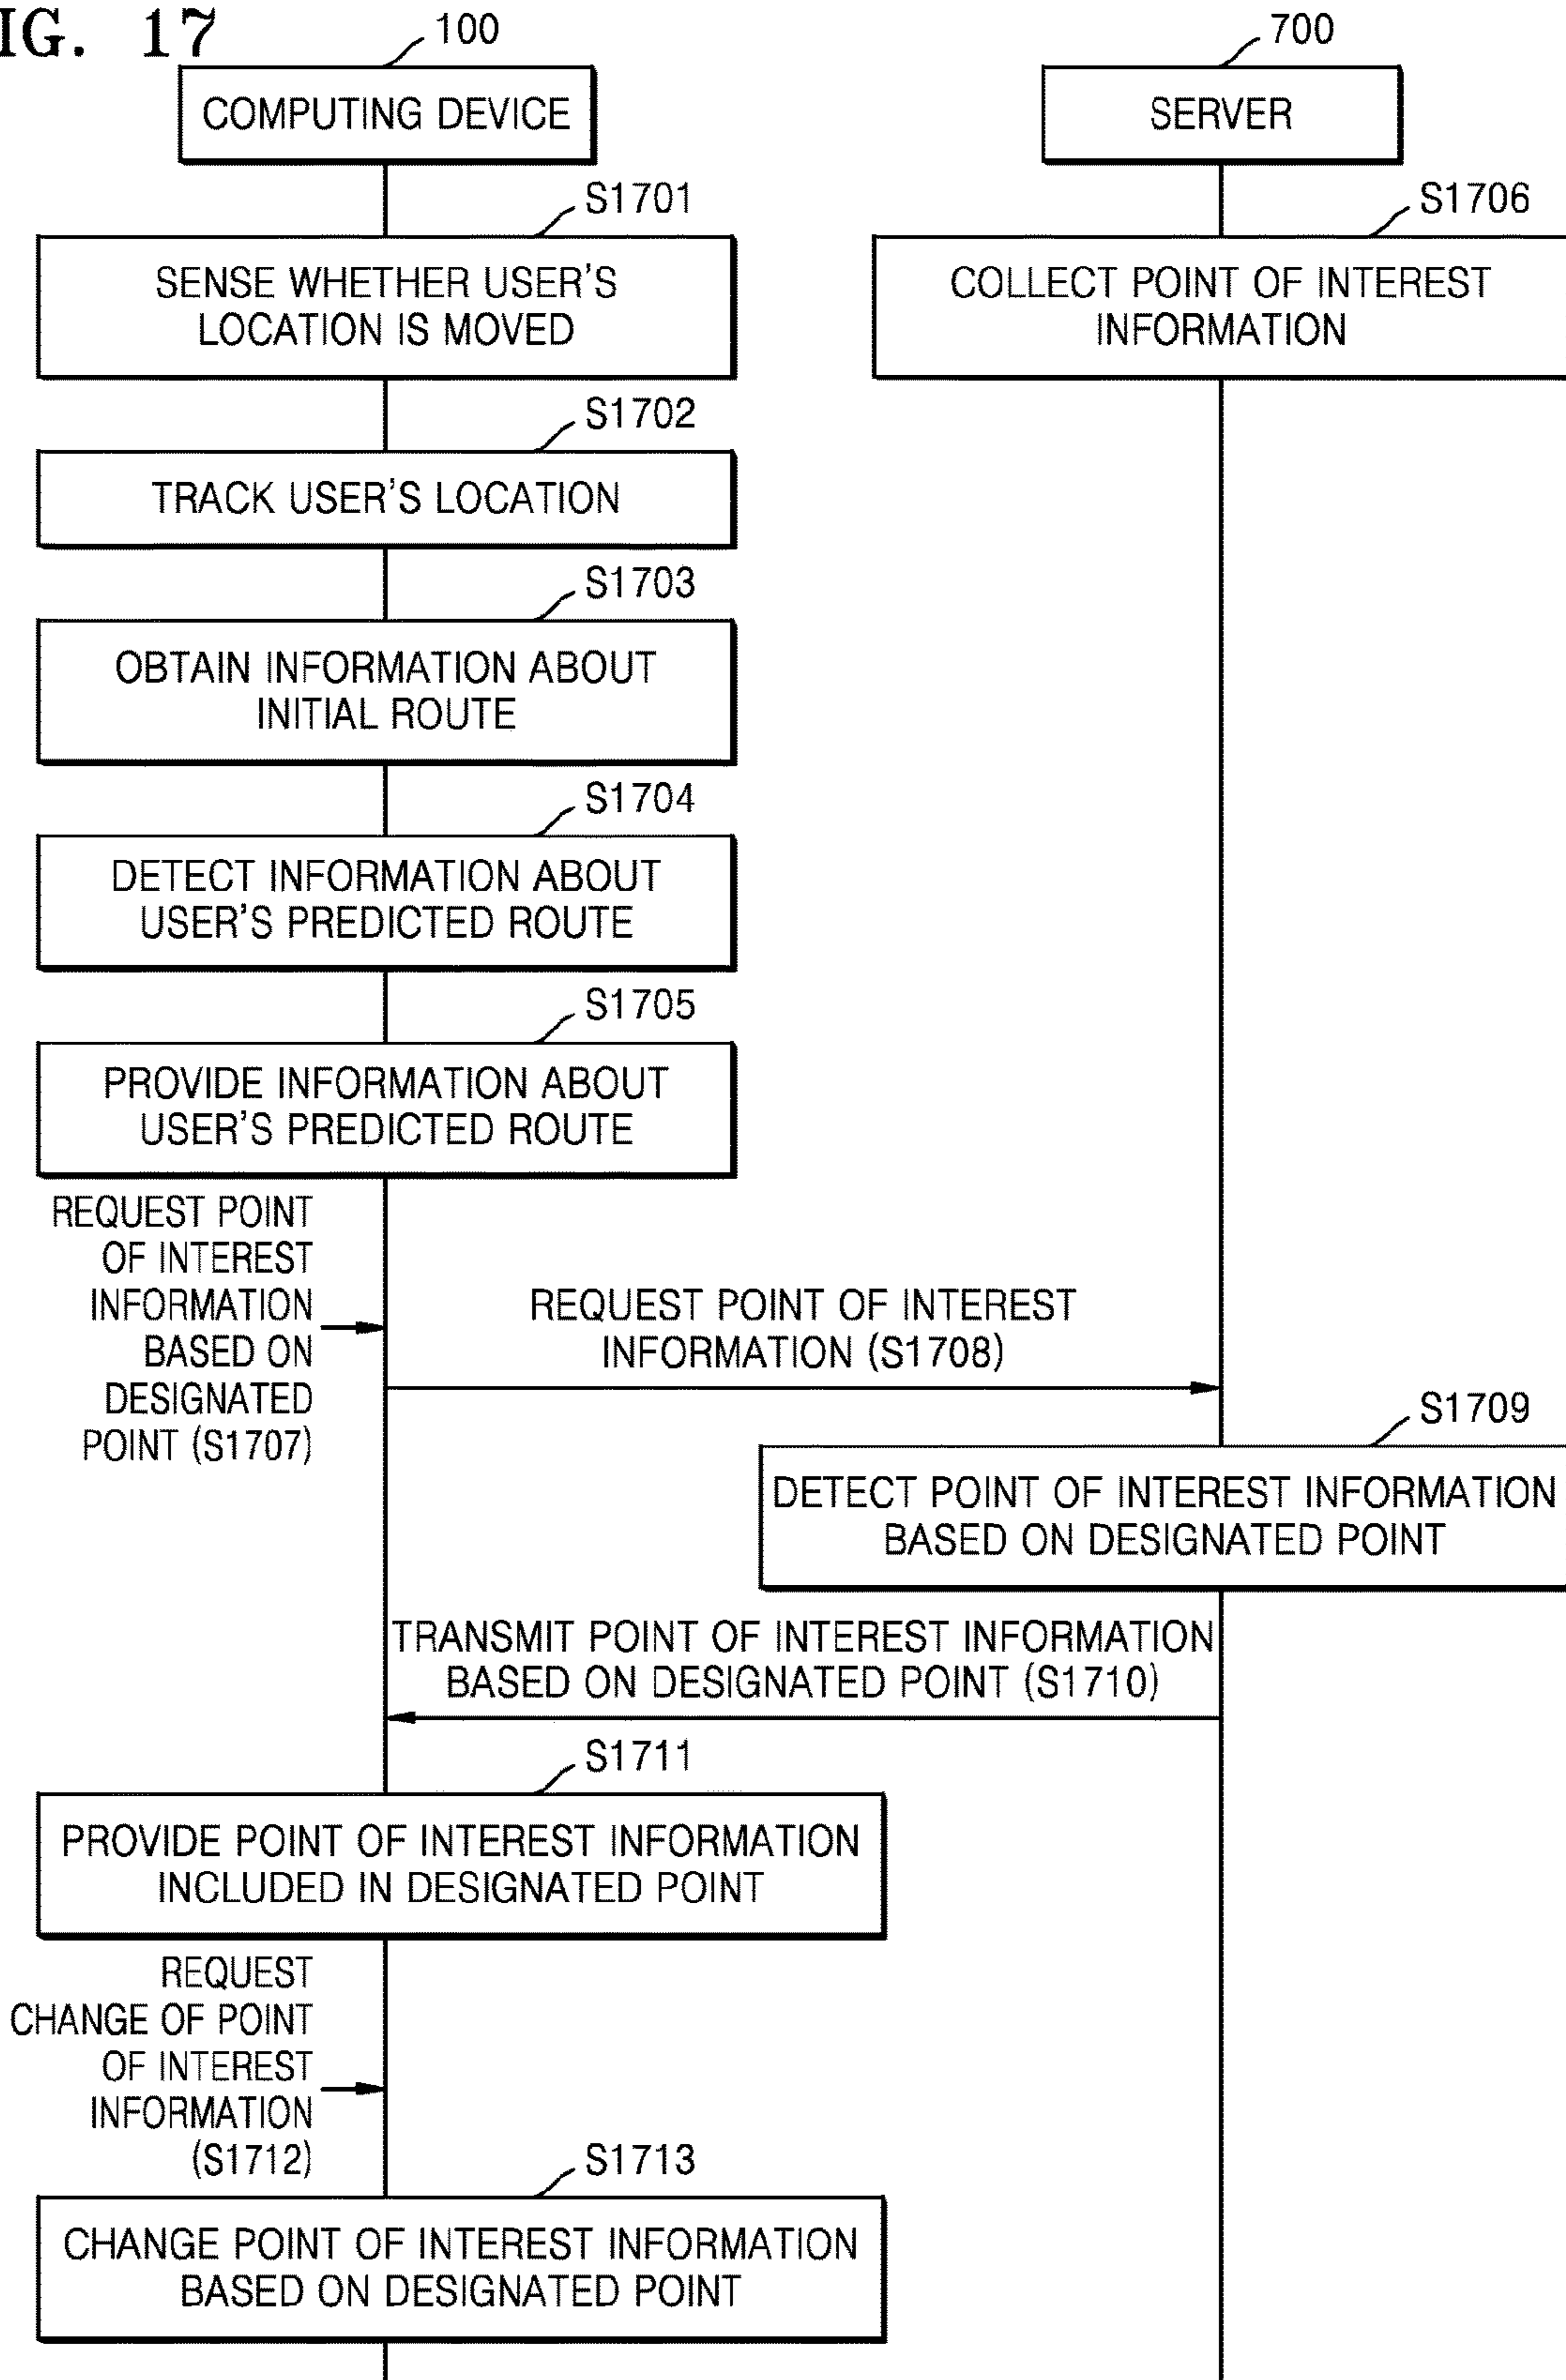 IG. 17
100
700
COMPUTING DEVICE
SERVER
S1701
S1706
SENSE WHETHER USER'S
LOCATION IS MOVED
COLLECT POINT OF INTEREST
INFORMATION
S1702
TRACK USER'S LOCATION
S1703
OBTAIN INFORMATION ABOUT
INITIAL ROUTE
S1704
DETECT INFORMATION ABOUT
USER'S PREDICTED ROUTE
S1705
PROVIDE INFORMATION ABOUT
USER'S PREDICTED ROUTE
REQUEST POINT
OF INTEREST
INFORMATION
BASED ON
DESIGNATED
POINT (S1707)
REQUEST POINT OF INTEREST
INFORMATION (S1708)
S1709
DETECT POINT OF INTEREST INFORMATION
BASED ON DESIGNATED POINT
TRANSMIT POINT OF INTEREST INFORMATION
BASED ON DESIGNATED POINT (S1710)
S1711
PROVIDE POINT OF INTEREST INFORMATION
INCLUDED IN DESIGNATED POINT
REQUEST
CHANGE OF POINT
OF INTEREST
INFORMATION
(S1712)
S1713
CHANGE POINT OF INTEREST INFORMATION
BASED ON DESIGNATED POINT